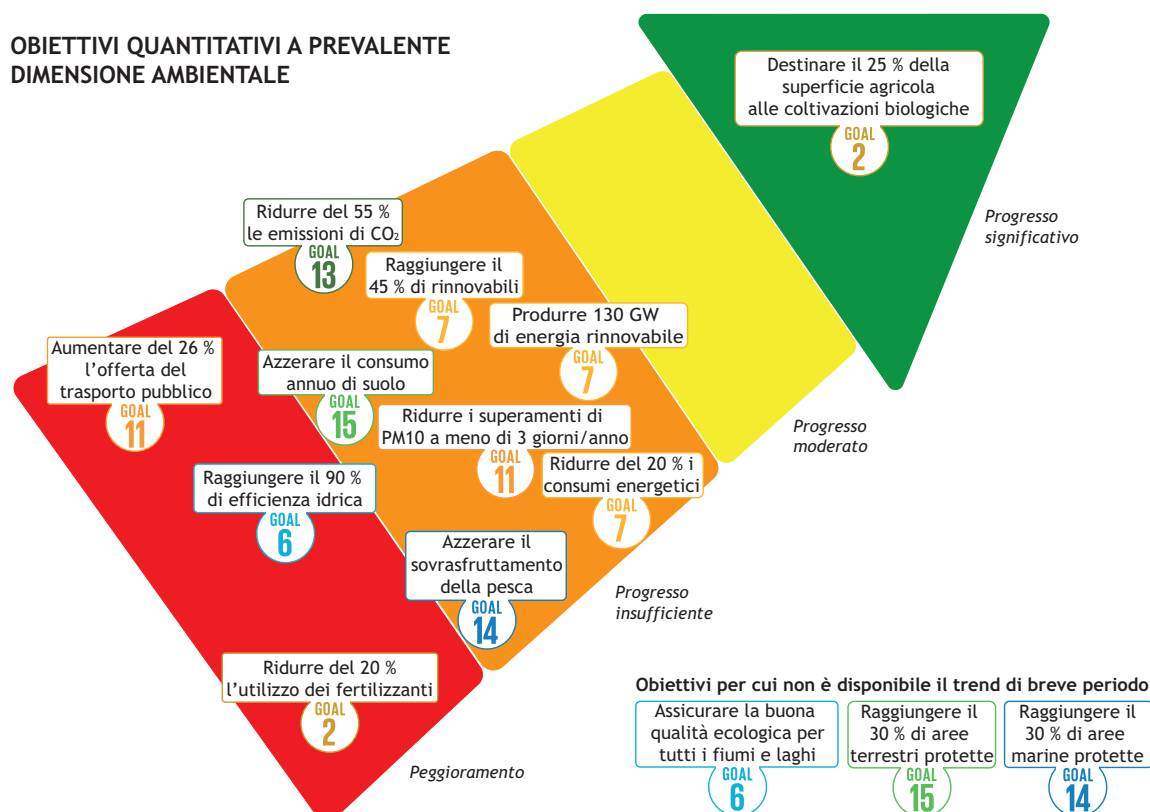 OBIETTIVI QUANTITATIVI A PREVALENTE
DIMENSIONE AMBIENTALE
Destinare il 25 % della
superficie agricola
alle coltivazioni biologiche
GOAL
2
Progresso
significativo
Ridurre del 55 %
le emissioni di CO₂
GOAL
13
Raggiungere il
45 % di rinnovabili
GOAL
7
Produrre 130 GW
di energia rinnovabile
GOAL
7
Aumentare del 26 %
l’offerta del
trasporto pubblico
GOAL
11
Azzerare il consumo
annuo di suolo
GOAL
15
Ridurre i superamenti di
PM10 a meno di 3 giorni/anno
GOAL
11
Progresso
moderato
Raggiungere il 90 %
di efficienza idrica
GOAL
6
Ridurre del 20 % i
consumi energetici
GOAL
7
Azzerare il
sovrasfruttamento
della pesca
GOAL
14
Progresso
insufficiente
Ridurre del 20 %
l’utilizzo dei fertilizzanti
GOAL
2
Peggioramento
Obiettivi per cui non è disponibile il trend di breve periodo
Assicurare la buona
qualità ecologica per
tutti i fiumi e laghi
GOAL
6
Raggiungere il
30 % di aree
terrestri protette
GOAL
15
Raggiungere il
30 % di aree
marine protette
GOAL
14